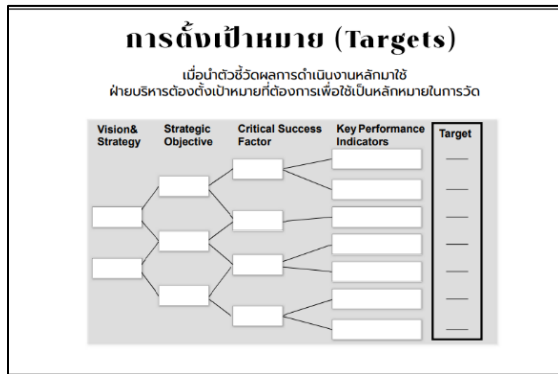 การตั้งเป้าหมาย (Targets)
เมื่อนำตัวชี้วัดผลการดำเนินงานหลักมาใช้
ฝ่ายบริหารต้องตั้งเป้าหมายที่ต้องการเพื่อใช้เป็นหลักหมายในการวัด
Vision& Strategic Critical Success Key Performance Target
Strategy Objective Factor Indicators